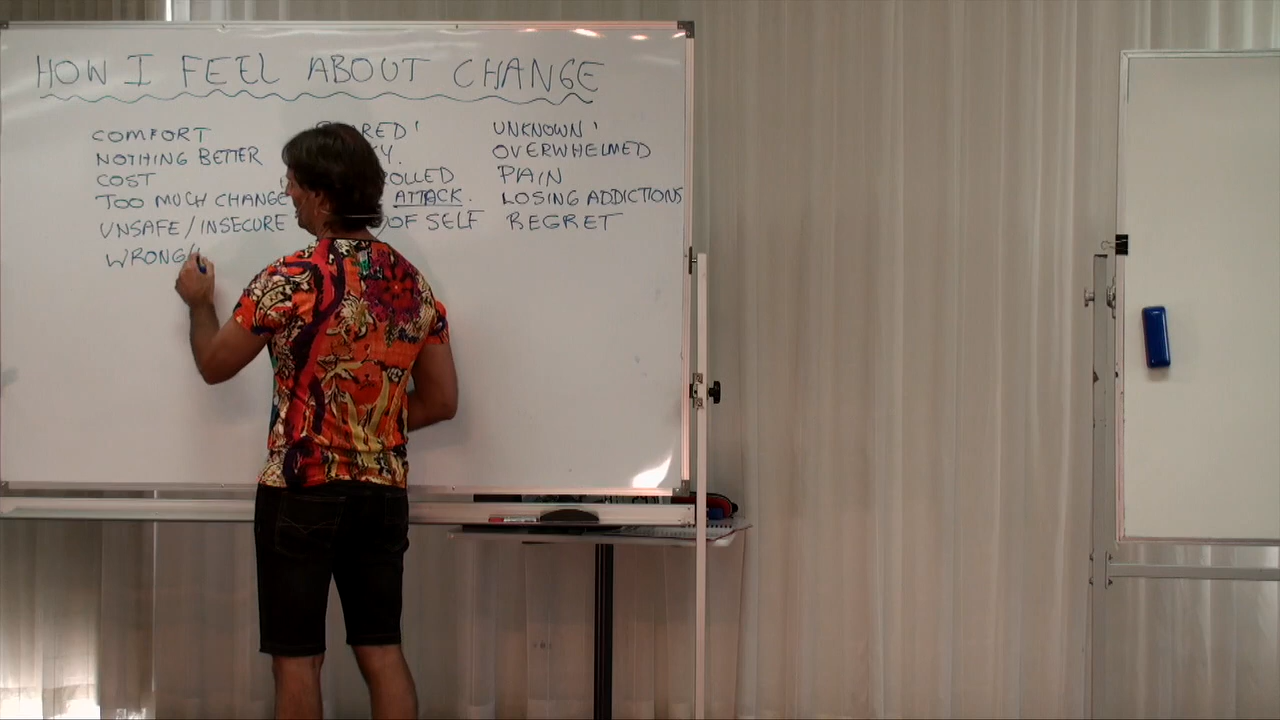 HOW I FEEL ABOUT CHANGE
COMFORT
NOTHING BETTER
COST
TOO MUCH CHANGE
UNSAFE / INSECURE
WRONG
ATTACK.
OF SELF
UNKNOWN'
OVERWHELMED
PAIN
LOSING ADDICTIONS
REGRET